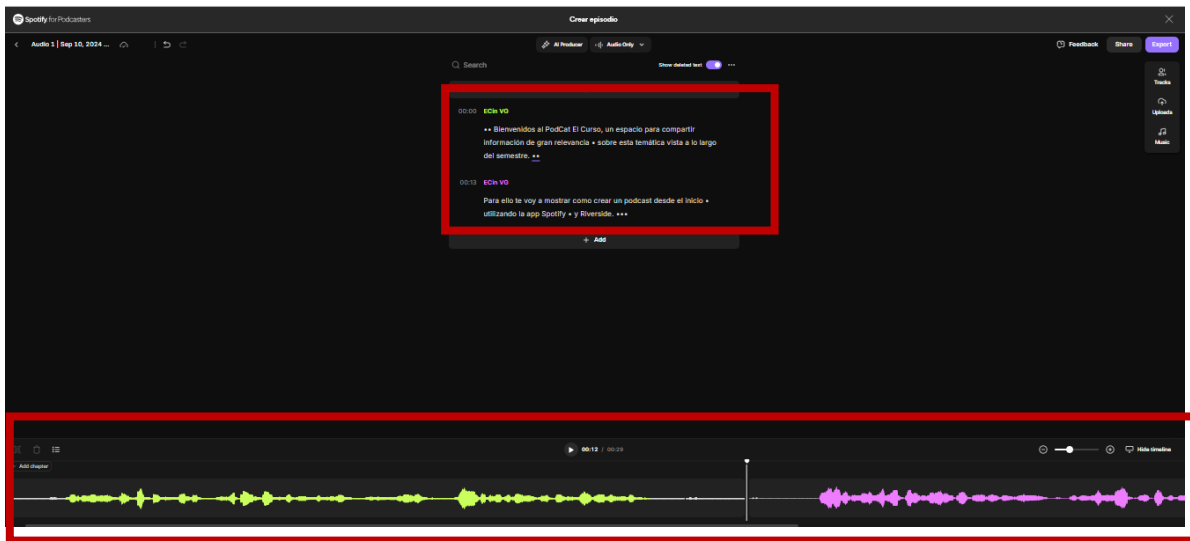 Spotify for Podcasters
Crear episodio
Audio 1 | Sep 10, 2024 ...
AI Producer
Audio Only
Feedback
Share
Export
Search
Show deleted text
Tracks
Uploads
Music
00:00 ECin VG
•• Bienvenidos al PodCat El Curso, un espacio para compartir
información de gran relevancia • sobre esta temática vista a lo largo
del semestre. ••
00:13 ECin VG
Para ello te voy a mostrar como crear un podcast desde el inicio •
utilizando la app Spotify • y Riverside. •••
+ Add
00:12 / 00:29
Hide timeline
Add chapter